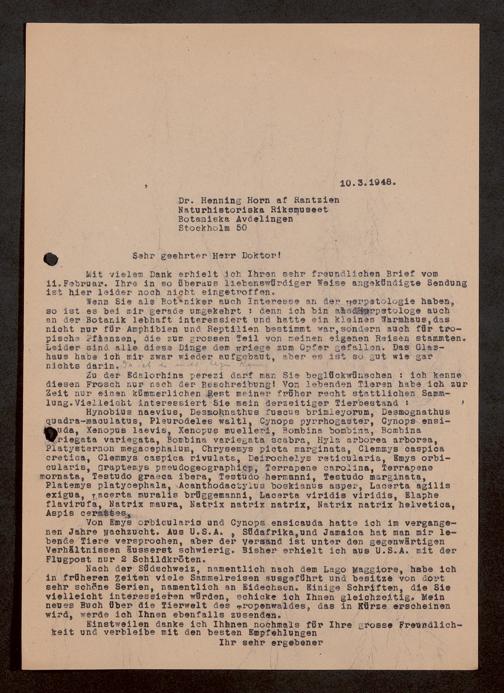 10.3.1948.
Dr. Henning Horn af Rantzien
Naturhistoriska Riksmuseet
Botaniska Avdelingen
Stockholm 50
Sehr geehrter Herr Doktor!
Mit vielem Dank erhielt ich Ihren sehr freundlichen Brief vom
11.Februar. Ihre in so überaus liebenswürdiger Weise angekündigte Sendung
ist hier leider noch nicht eingetroffen.
Wenn Sie als Botaniker auch Interesse an der Herpetologie haben,
so ist es bei mir gerade umgekehrt : denn ich bin als Herpetologe auch
an der Botanik lebhaft interessiert und hatte ein kleines Warmhaus,das
nicht nur für Amphibien und Reptilien bestimmt war,sondern auch für tro-
pische Pflanzen, die zum grossen Teil von meinen eigenen Reisen stammten.
Leider sind alle diese Dinge dem Kriege zum Opfer gefallen. Das Glas-
haus habe ich mir zwar wieder aufgebaut, aber es ist so gut wie gar
nichts darin.
Zu der Edalorhina perezi darf man Sie beglückwünschen : ich kenne
diesen Frosch nur nach der Beschreibung! Von lebenden Tieren habe ich zur
Zeit nur einen kümmerlichen Rest meiner früher recht stattlichen Samm-
lung.Vielleicht interessiert Sie mein derzeitiger Tierbestand :
Hynobius naevius, Desmognathus fuscus brimleyorum, Desmognathus
quadra-maculatus, Pleurodeles waltl, Cynops pyrrhogaster, Cynops ensi-
cauda, Xenopus laevis, Xenopus muelleri, Bombina bombina, Bombina
variegata variegata, Bombina variegata scabra, Hyla arborea arborea,
Platysternon megacephalum, Chrysemys picta marginata, Clemmys caspica
cretica, Clemmys caspica rivulata, Deirochelys reticularia, Emys orbi-
cularis, Graptemys pseudogeographica, Terrapene carolina, Terrapene
mornata, Testudo graeca ibera, Testudo hermanni, Testudo marginata,
Platemys platycephala, Acanthodactylus boskianus asper, Lacerta agilis
exigua, Lacerta muralis brüggemanni, Lacerta viridis viridis, Elaphe
flavirufa, Natrix maura, Natrix natrix natrix, Natrix natrix helvetica,
Aspis cerastes.
Von Emys orbicularis und Cynops ensicauda hatte ich im vergange-
nen Jahre Nachzucht. Aus U.S.A. , Südafrika,und Jamaica hat man mir le-
bende Tiere versprochen, aber der Versand ist unter den gegenwärtigen
Verhältnissen äusserst schwierig. Bisher erhielt ich aus U.S.A. mit der
Flugpost nur 2 Schildkröten.
Nach der Südschweiz, namentlich nach dem Lago Maggiore, habe ich
in früheren Zeiten viele Sammelreisen ausgeführt und besitze von dort
sehr schöne Serien, namentlich an Eidechsen. Einige Schriften, die Sie
vielleicht interessieren würden, schicke ich Ihnen gleichzeitig. Mein
neues Buch über die Tierwelt des Tropenwaldes, das in Kürze erscheinen
wird, werde ich Ihnen ebenfalls zusenden.
Einstweilen danke ich Ihnen nochmals für Ihre grosse Freundlich-
keit und verbleibe mit den besten Empfehlungen
Ihr sehr ergebener